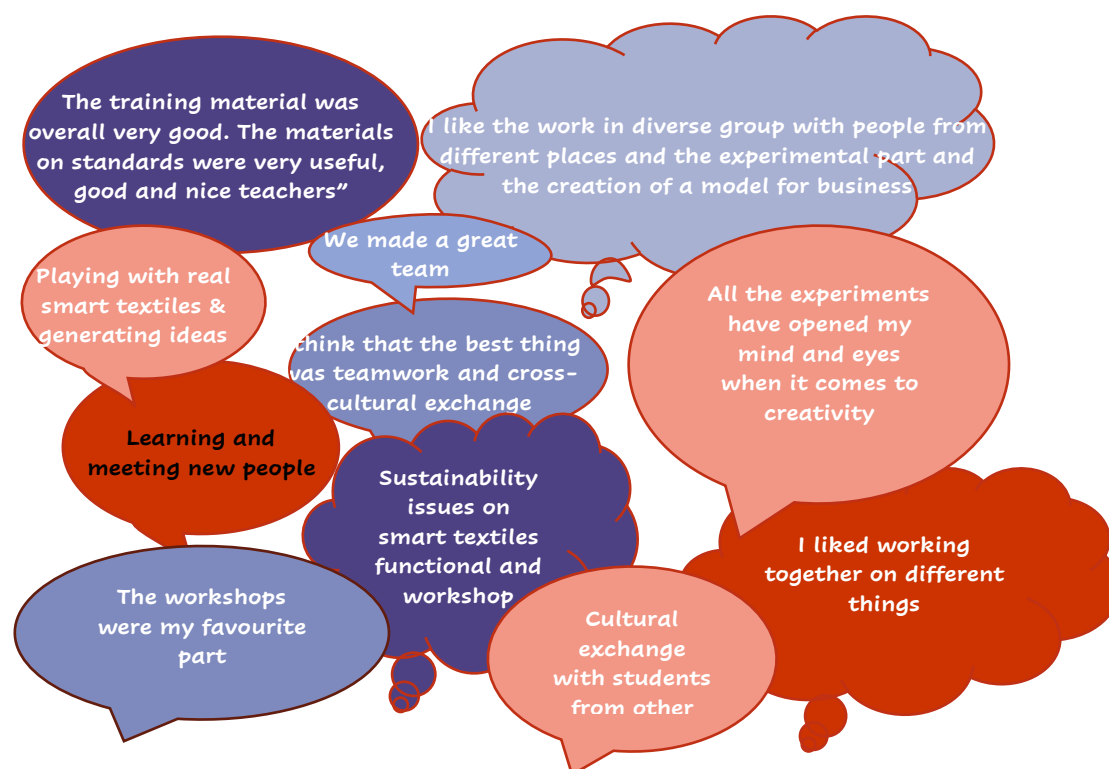 The training material was
overall very good. The materials
on standards were very useful,
good and nice teachers”
I like the work in diverse group with people from
different places and the experimental part and
the creation of a model for business
We made a great
team
Playing with real
smart textiles &
generating ideas
think that the best thing
was teamwork and cross-
cultural exchange
All the experiments
have opened my
mind and eyes
when it comes to
creativity
Learning and
meeting new people
Sustainability
issues on
smart textiles
functional and
workshop
I liked working
together on different
things
The workshops
were my favourite
part
Cultural
exchange
with students
from other